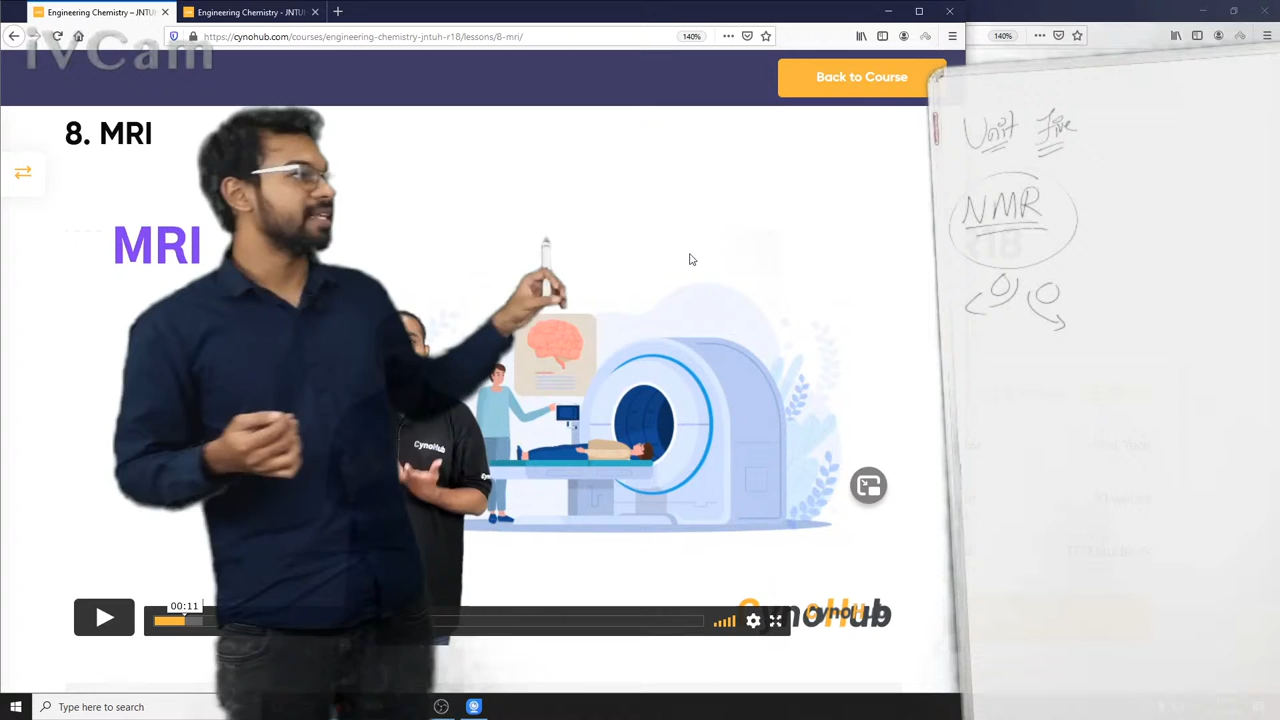 Engineering Chemistry – JNTUH
Engineering Chemistry - JNTUH
https://cynohub.com/courses/engineering-chemistry-jntuh-r18/lessons/8-mri/
140%
140%
iVCam
Back to Course
8. MRI
Unit Five
NMR
MRI
CynoHub
00:11
CynoHub
Type here to search